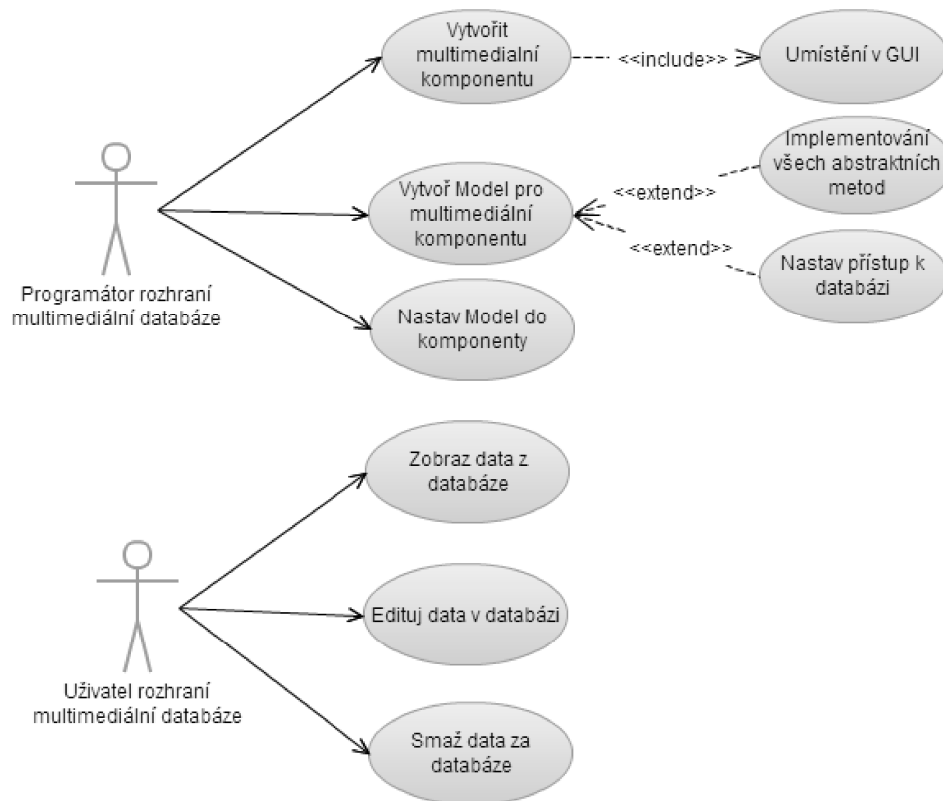 Vytvořit
multimedialní
komponentu
<<include>>
Umístění v GUI
Implementování
všech abstraktních
metod
<<extend>>
Vytvoř Model pro
multimediální
komponentu
<<extend>>
Nastav přístup k
databázi
Programátor rozhraní
multimediální databáze
Nastav Model do
komponenty
Zobraz data z
databáze
Edituj data v databázi
Uživatel rozhraní
multimediální databáze
Smaž data za
databáze